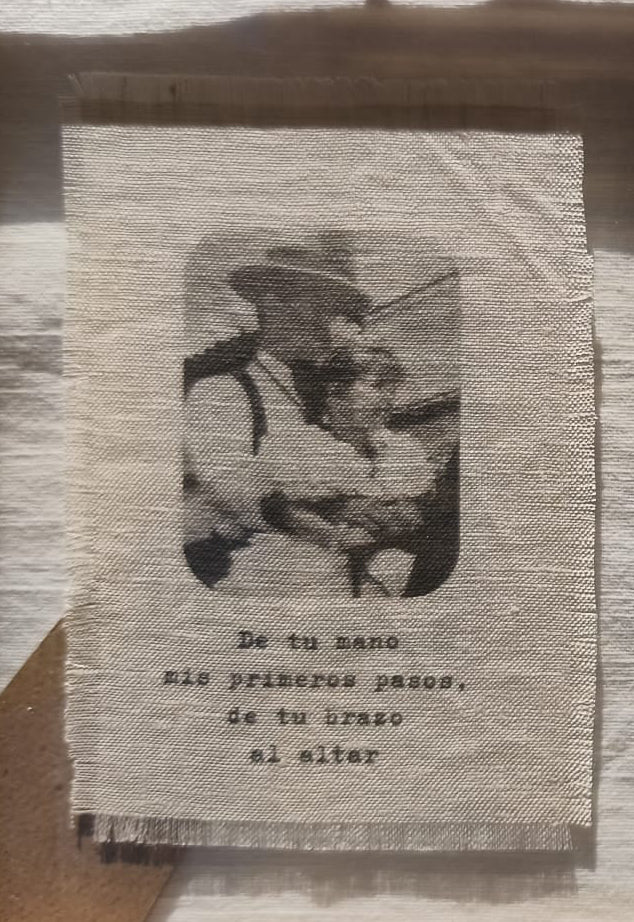 De tu mano
mis primeros pasos,
de tu brazo
al altar